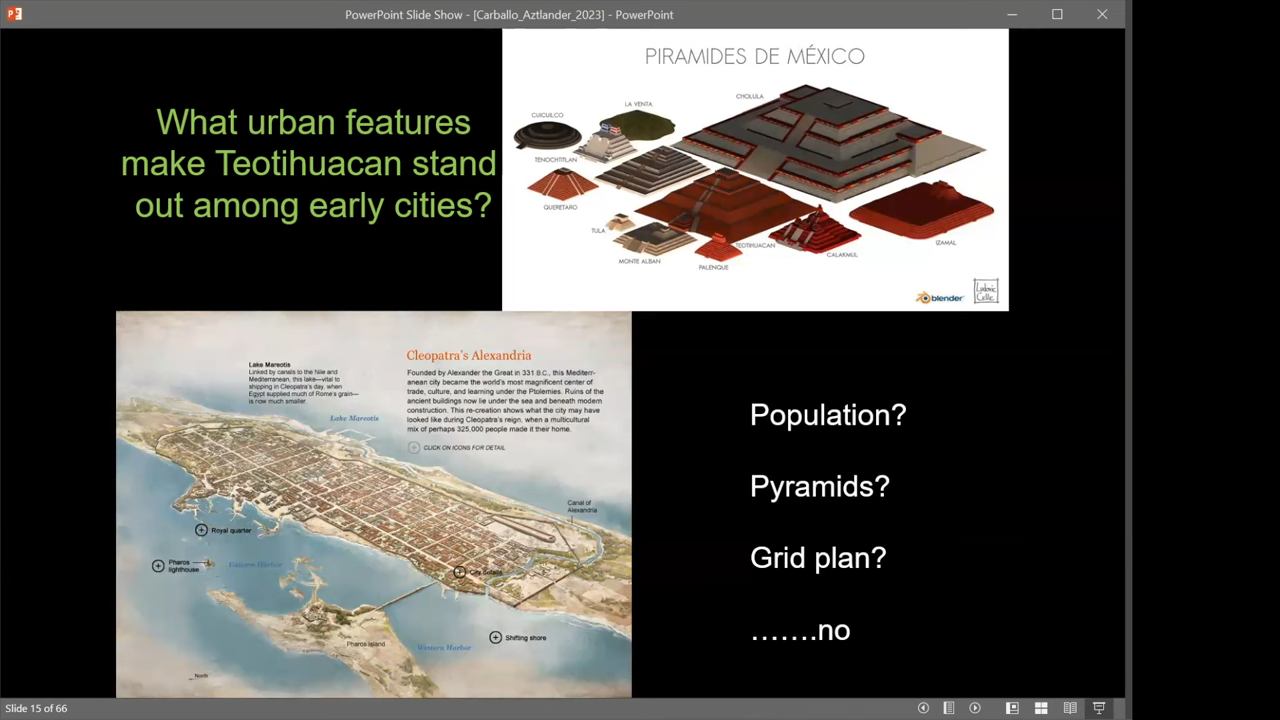 PowerPoint Slide Show - [Carballo_Aztlander_2023] - PowerPoint
What urban features
make Teotihuacan stand
out among early cities?
PIRAMIDES DE MÉXICO
LA VENTA
CHOLULA
CUICUILCO
TENOCHTITLAN
QUERETARO
TULA
MONTE ALBAN
PALENQUE
TEOTIHUACAN
CALAKMUL
IZAMAL
blender
Ludovic
Celle
Cleopatra's Alexandria
Founded by Alexander the Great in 331 B.C., this Mediterr-
anean city became the world's most magnificent center of
trade, culture, and learning under the Ptolemies. Ruins of the
ancient buildings now lie under the sea and beneath modern
construction. This re-creation shows what the city may have
looked like during Cleopatra's reign, when a multicultural
mix of perhaps 325,000 people made it their home.
CLICK ON ICONS FOR DETAIL
Lake Mareotis
Linked by canals to the Nile and
Mediterranean, this lake—vital to
shipping in Cleopatra's day, when
Egypt supplied much of Rome's grain—
is now much smaller.
Lake Mareotis
Canal of
Alexandria
Royal quarter
Pharos
lighthouse
Eastern Harbor
City details
Shifting shore
Pharos Island
Western Harbor
North
Population?
Pyramids?
Grid plan?
…….no
Slide 15 of 66